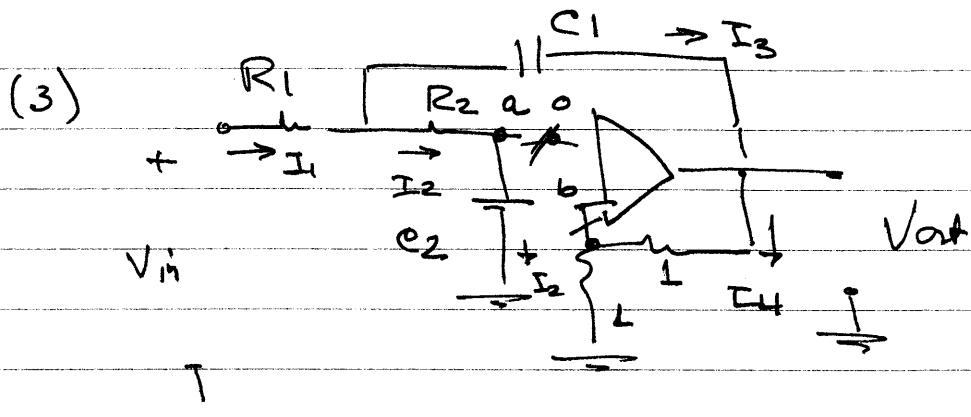 C1 → I3
(3) R1 R2 a o
+ → I1 → I2 b
C2 ↓ I2 1 ↓ I4 Vout
Vin